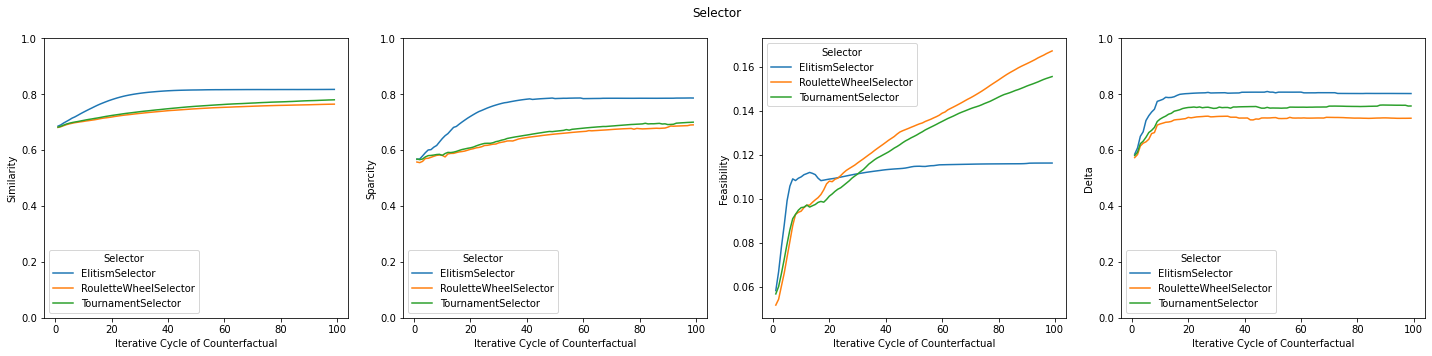 Selector
Similarity
1.0
0.8
0.6
0.4
0.2
0.0
Selector
ElitismSelector
RouletteWheelSelector
TournamentSelector
0 20 40 60 80 100
Iterative Cycle of Counterfactual
Sparcity
1.0
0.8
0.6
0.4
0.2
0.0
Selector
ElitismSelector
RouletteWheelSelector
TournamentSelector
0 20 40 60 80 100
Iterative Cycle of Counterfactual
Feasibility
0.16
0.14
0.12
0.10
0.08
0.06
Selector
ElitismSelector
RouletteWheelSelector
TournamentSelector
0 20 40 60 80 100
Iterative Cycle of Counterfactual
Delta
1.0
0.8
0.6
0.4
0.2
0.0
Selector
ElitismSelector
RouletteWheelSelector
TournamentSelector
0 20 40 60 80 100
Iterative Cycle of Counterfactual